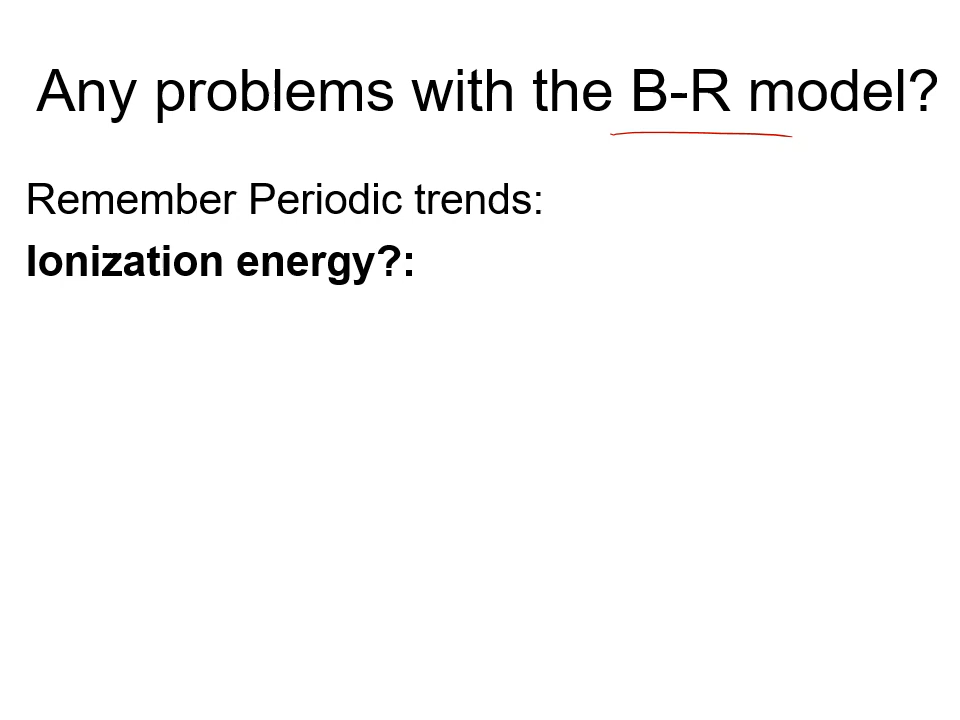 Any problems with the B-R model?
Remember Periodic trends:
Ionization energy?: